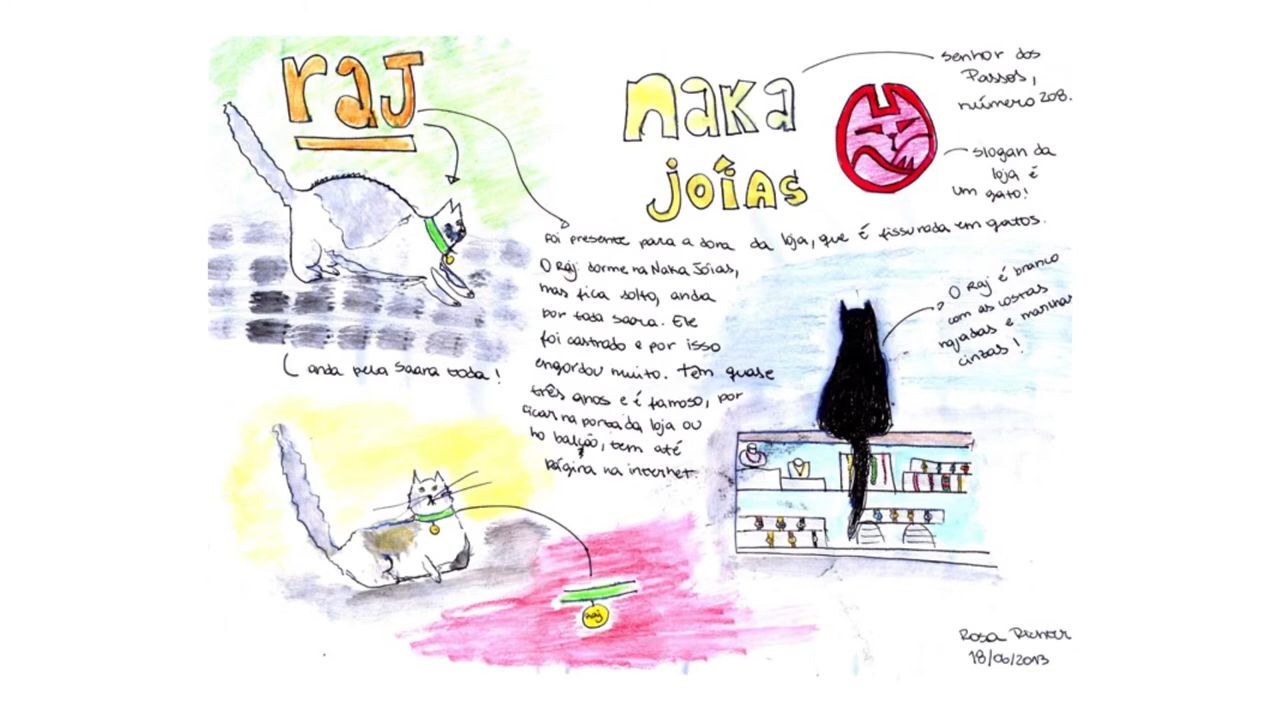 raj
naka
joías
senhor dos
Passos,
número 208.
slogan da
loja é
um gato!
Foi presente para a dona da loja, que é fissurada em gatos.
O Raj dorme na Naka Jóias,
mas fica solto, anda
por toda Saara. Ele
foi castrado e por isso
engordou muito. Tem quase
três anos e é famoso, por
ficar na porta da loja ou
no balcão, tem até
página na internet.
O Raj é branco
com as costas
rajadas e manchas
cinzas!
anda pela Saara toda!
raj
Rosa Richter
18/06/2013